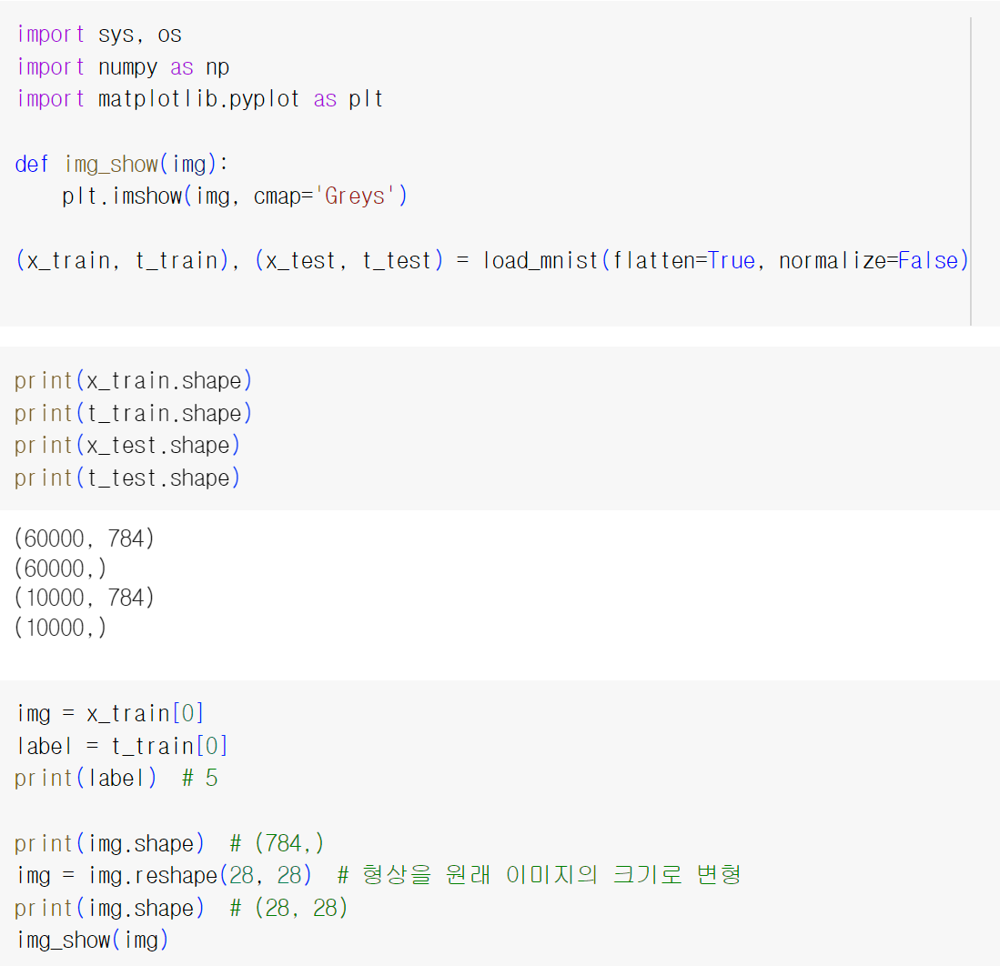 import sys, os
import numpy as np
import matplotlib.pyplot as plt
def img_show(img):
    plt.imshow(img, cmap='Greys')
(x_train, t_train), (x_test, t_test) = load_mnist(flatten=True, normalize=False)
print(x_train.shape)
print(t_train.shape)
print(x_test.shape)
print(t_test.shape)
(60000, 784)
(60000,)
(10000, 784)
(10000,)
img = x_train[0]
label = t_train[0]
print(label)  # 5
print(img.shape)  # (784,)
img = img.reshape(28, 28)  # 형상을 원래 이미지의 크기로 변형
print(img.shape)  # (28, 28)
img_show(img)